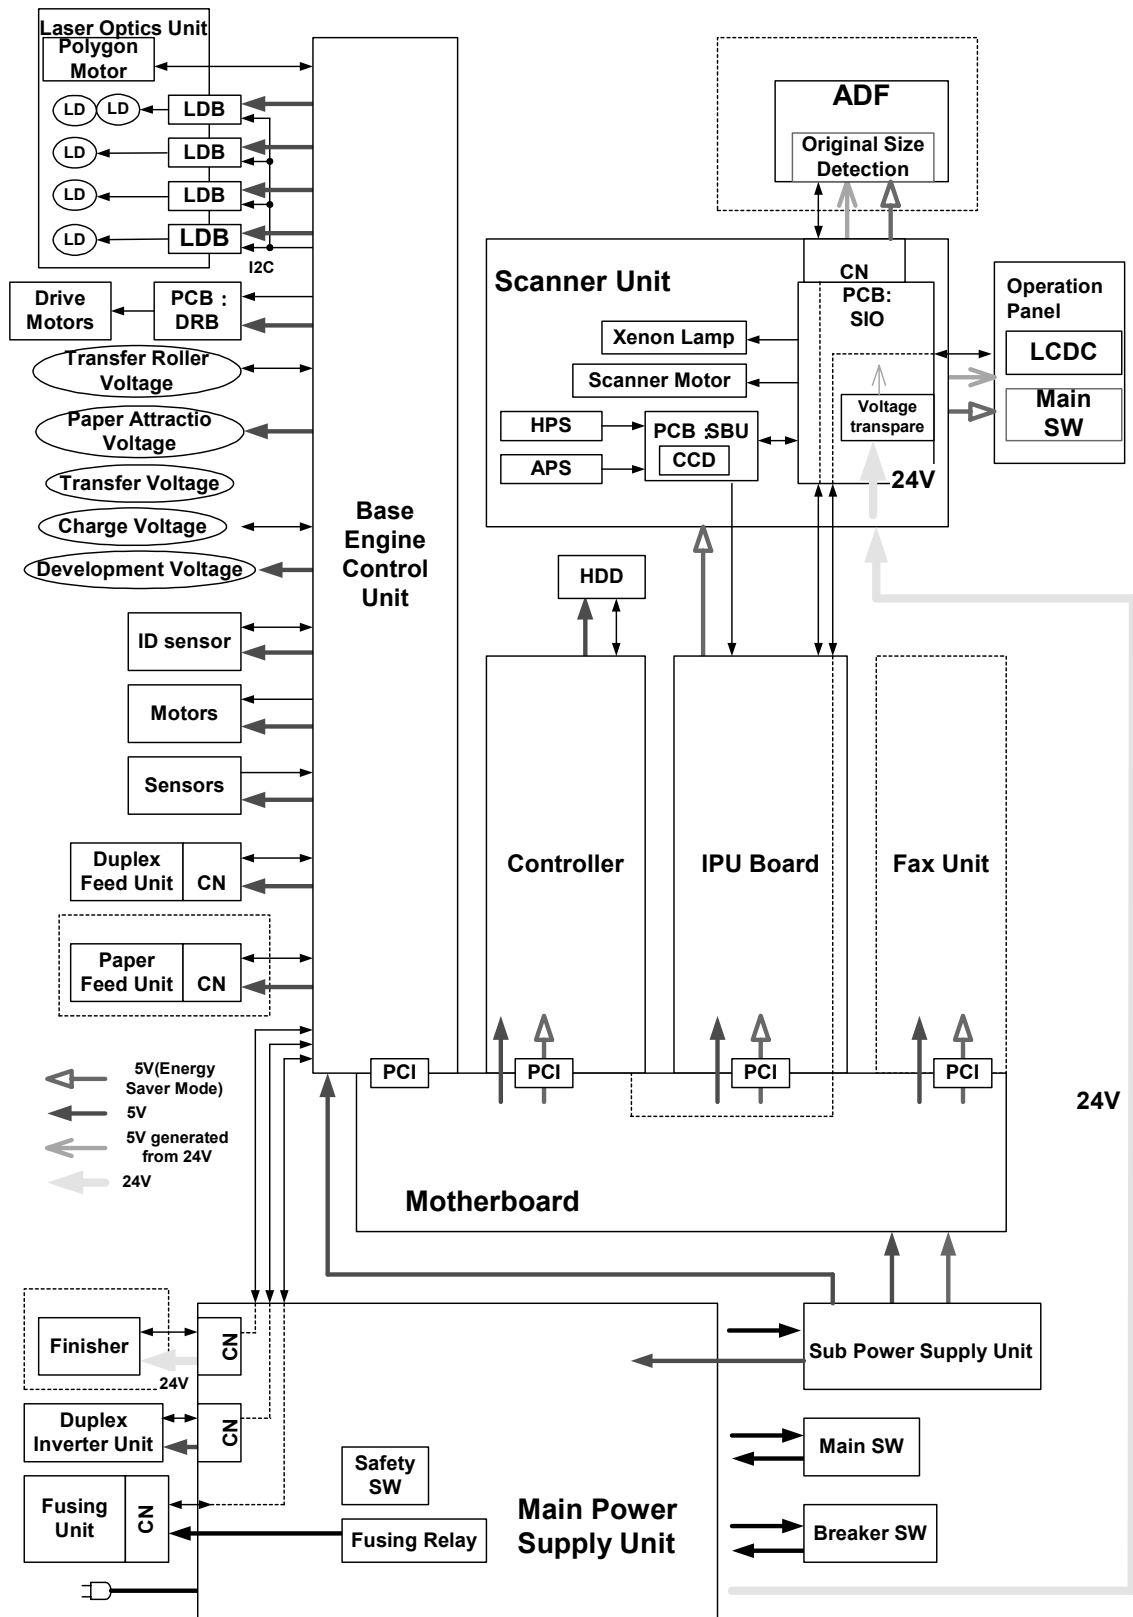 Laser Optics Unit
Polygon
Motor
LD
LD
LDB
LD
LDB
LD
LDB
LD
LDB
I2C
Drive
Motors
PCB :
DRB
Transfer Roller
Voltage
Paper Attractio
Voltage
Transfer Voltage
Charge Voltage
Development Voltage
ID sensor
Motors
Sensors
Duplex
Feed Unit
CN
Paper
Feed Unit
CN
Base
Engine
Control
Unit
ADF
Original Size
Detection
Scanner Unit
CN
PCB:
SIO
Xenon Lamp
Scanner Motor
HPS
APS
PCB :SBU
CCD
Voltage
transpare
24V
Operation
Panel
LCDC
Main
SW
HDD
Controller
IPU Board
Fax Unit
PCI
PCI
PCI
PCI
5V(Energy
Saver Mode)
5V
5V generated
from 24V
24V
24V
Motherboard
Finisher
CN
24V
Duplex
Inverter Unit
CN
Fusing
Unit
CN
Safety
SW
Fusing Relay
Main Power
Supply Unit
Sub Power Supply Unit
Main SW
Breaker SW